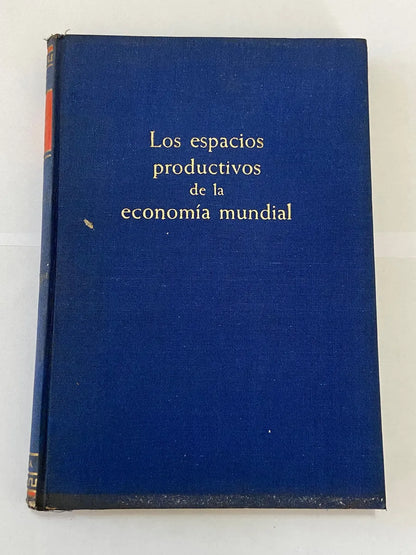 Los espacios
productivos
de la
economía mundial